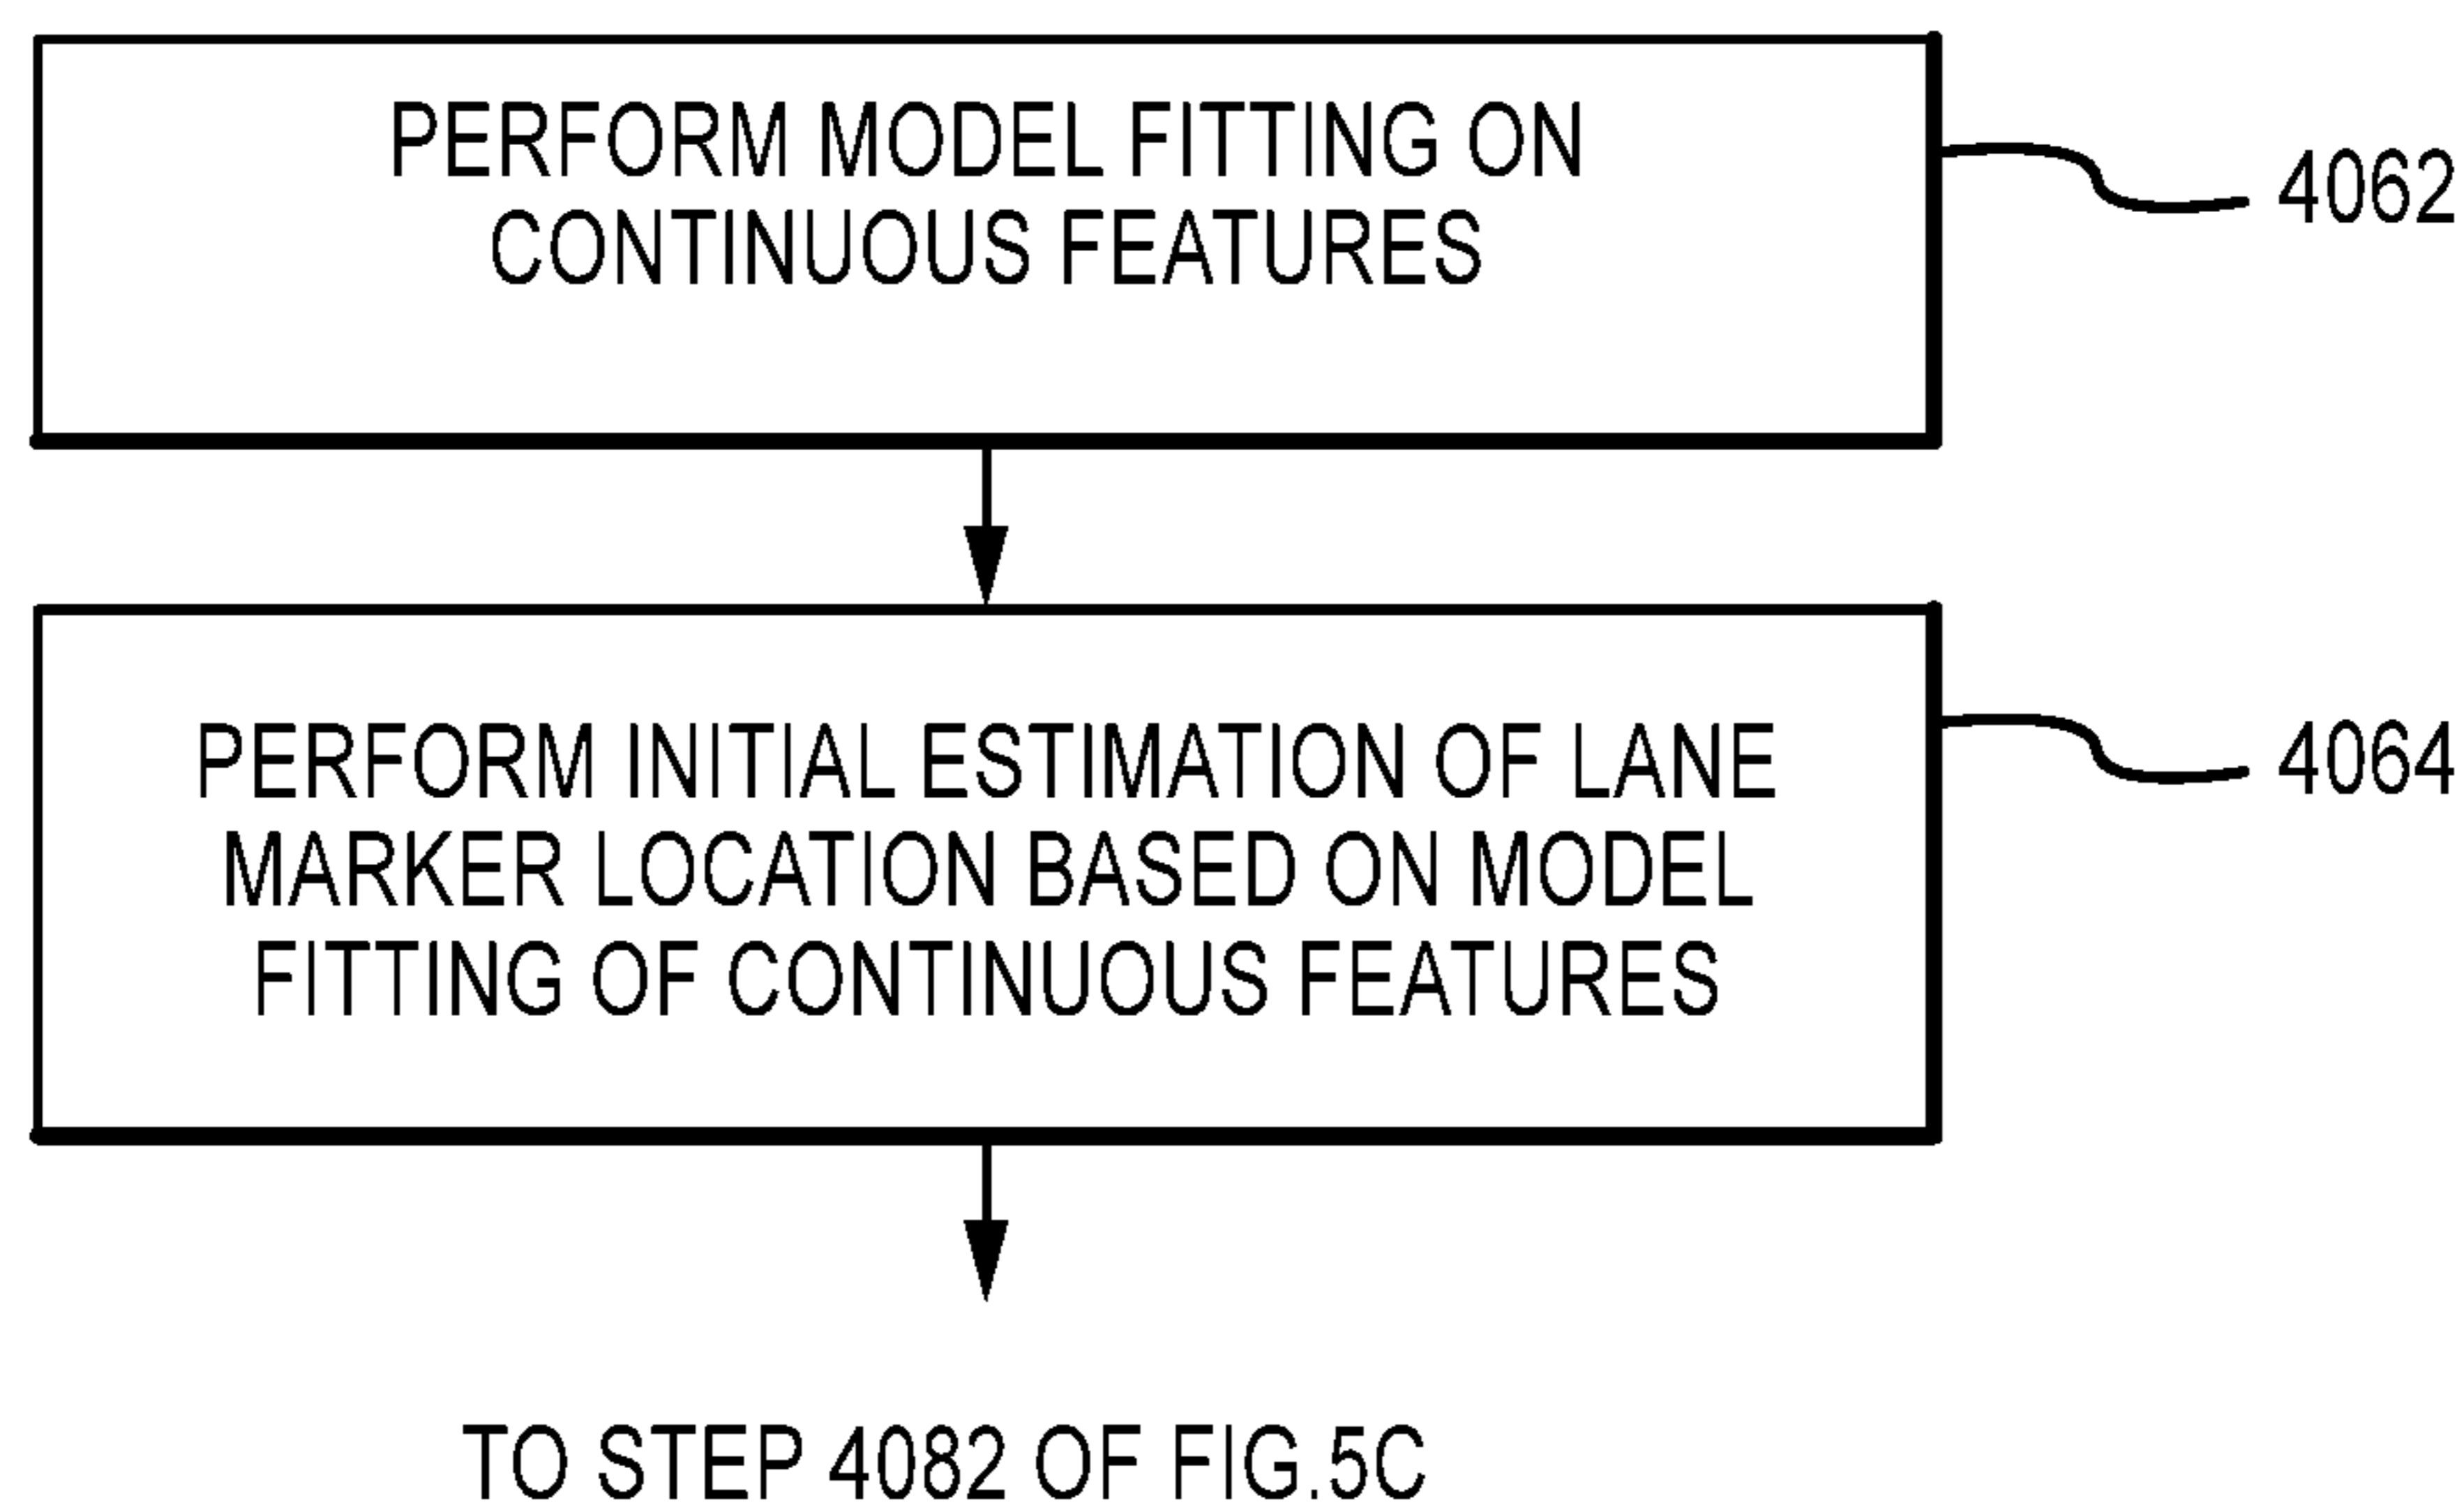 PERFORM MODEL FITTING ON
CONTINUOUS FEATURES
4062
PERFORM INITIAL ESTIMATION OF LANE
MARKER LOCATION BASED ON MODEL
FITTING OF CONTINUOUS FEATURES
4064
TO STEP 4082 OF FIG.5C